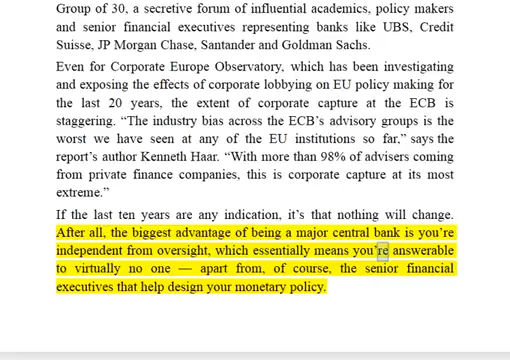 Group of 30, a secretive forum of influential academics, policy makers
and senior financial executives representing banks like UBS, Credit
Suisse, JP Morgan Chase, Santander and Goldman Sachs.
Even for Corporate Europe Observatory, which has been investigating
and exposing the effects of corporate lobbying on EU policy making for
the last 20 years, the extent of corporate capture at the ECB is
staggering. “The industry bias across the ECB’s advisory groups is the
worst we have seen at any of the EU institutions so far,” says the
report’s author Kenneth Haar. “With more than 98% of advisers coming
from private finance companies, this is corporate capture at its most
extreme.”
If the last ten years are any indication, it’s that nothing will change.
After all, the biggest advantage of being a major central bank is you’re
independent from oversight, which essentially means you’re answerable
to virtually no one — apart from, of course, the senior financial
executives that help design your monetary policy.